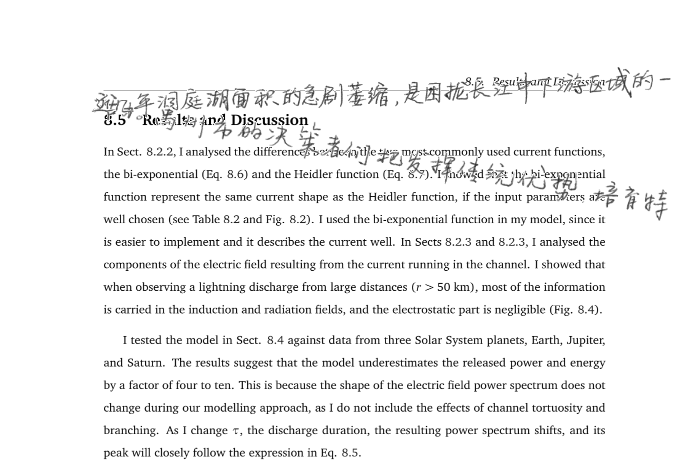 8.5. Results and Discussion
年洞庭湖面积的急剧萎缩,是困扰长江中下游区域的一
8.5 Results and Discussion
市的决策者们把发挥传统优势 培育特
In Sect. 8.2.2, I analysed the difference between the two most commonly used current functions,
the bi-exponential (Eq. 8.6) and the Heidler function (Eq. 8.7). I showed that the bi-exponential
function represent the same current shape as the Heidler function, if the input parameters are
well chosen (see Table 8.2 and Fig. 8.2). I used the bi-exponential function in my model, since it
is easier to implement and it describes the current well. In Sects 8.2.3 and 8.2.3, I analysed the
components of the electric field resulting from the current running in the channel. I showed that
when observing a lightning discharge from large distances (r > 50 km), most of the information
is carried in the induction and radiation fields, and the electrostatic part is negligible (Fig. 8.4).
I tested the model in Sect. 8.4 against data from three Solar System planets, Earth, Jupiter,
and Saturn. The results suggest that the model underestimates the released power and energy
by a factor of four to ten. This is because the shape of the electric field power spectrum does not
change during our modelling approach, as I do not include the effects of channel tortuosity and
branching. As I change τ, the discharge duration, the resulting power spectrum shifts, and its
peak will closely follow the expression in Eq. 8.5.